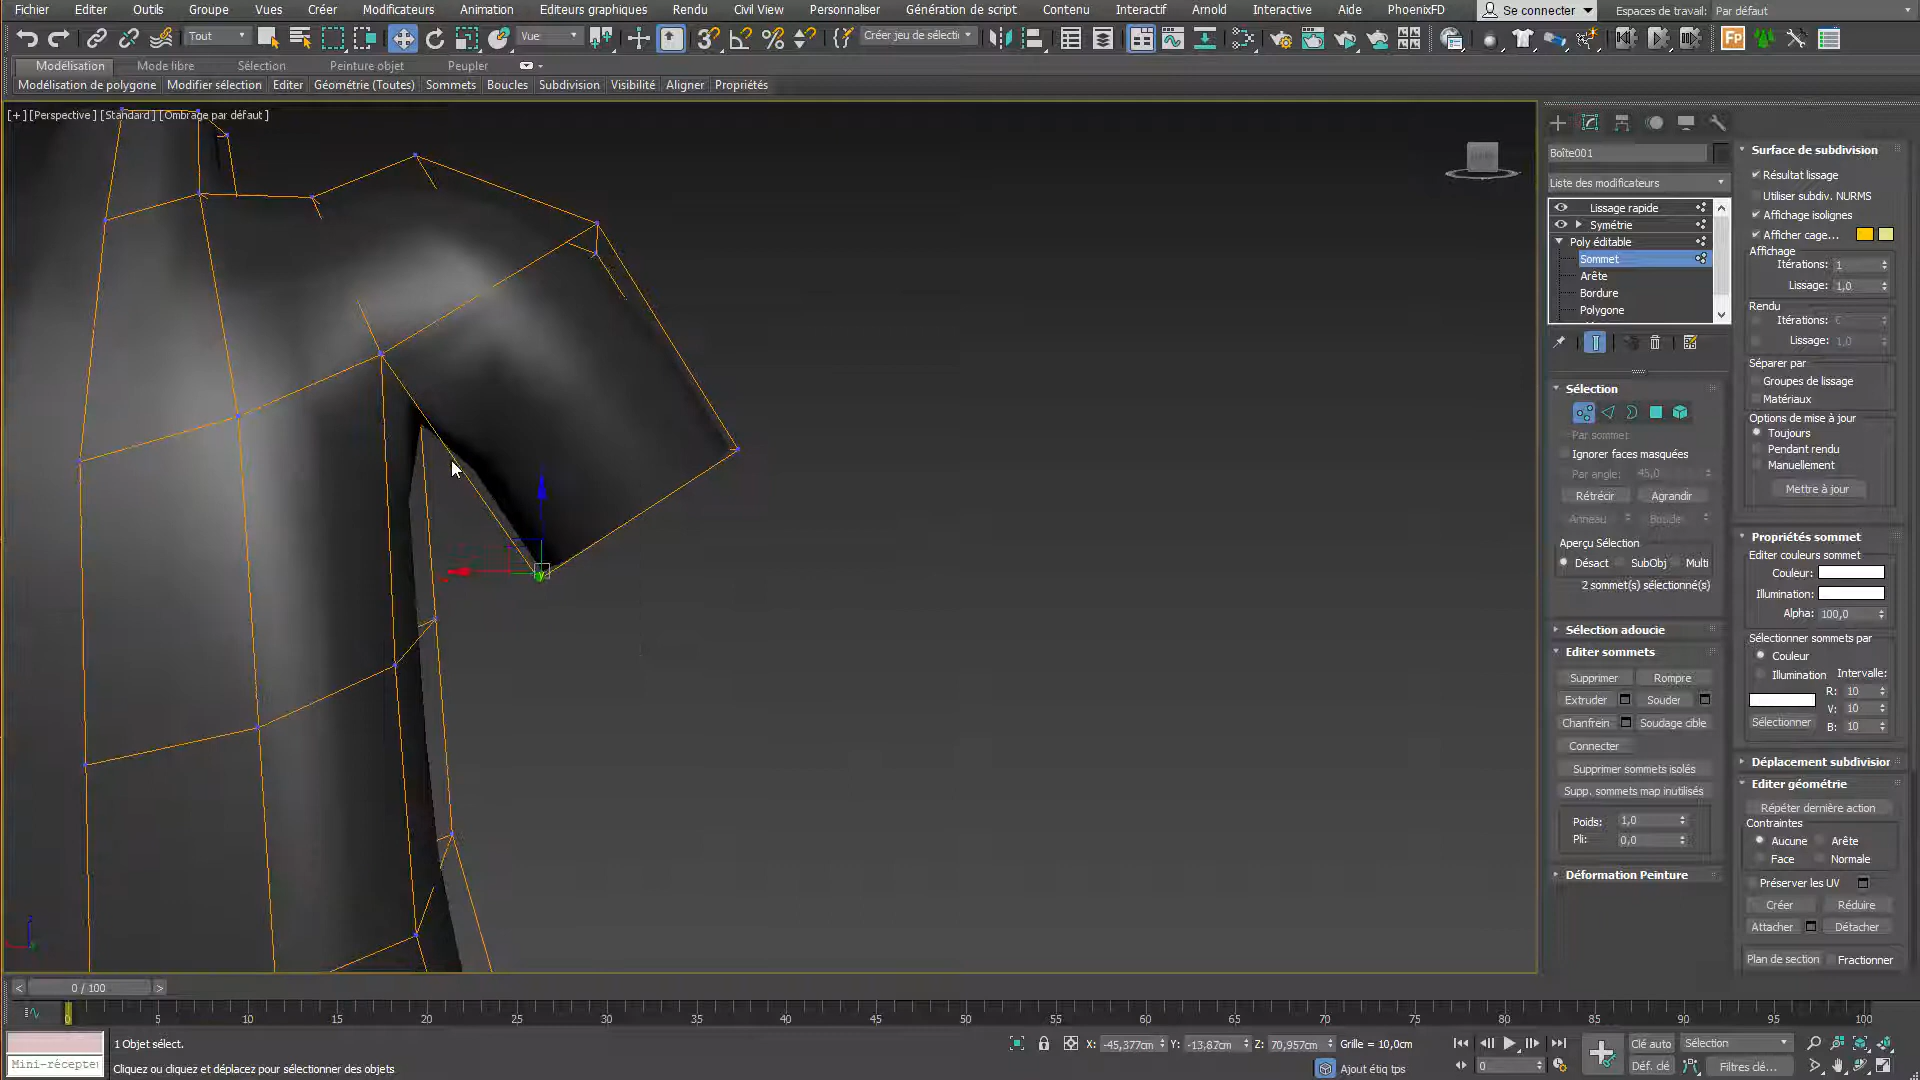 Fichier Editer Outils Groupe Vues Créer Modificateurs Animation Editeurs graphiques Rendu Civil View Personnaliser Génération de script Contenu Interactif Arnold Interactive Aide PhoenixFD Se connecter Espaces de travail: Par défaut
Tout Vue: Créer jeu de sélecti
Modélisation Mode libre Sélection Peinture objet Peupler
Modélisation de polygone Modifier sélection Editer Géométrie (Toutes) Sommets Boucles Subdivision Visibilité Aligner Propriétés
[+] [Perspective] [Standard] [Ombrage par défaut]
Boîte001
Liste des modificateurs
Lissage rapide
Symétrie
Poly éditable
Sommet
Arête
Bordure
Polygone
Sélection
Par sommet
Ignorer faces masquées
Par angle: 45,0
Rétrécir Agrandir
Anneau Boucle
Aperçu Sélection
Désact SubObj Multi
2 sommet(s) sélectionné(s)
Sélection adoucie
Editer sommets
Supprimer Rompre
Extruder Souder
Chanfrein Soudage cible
Connecter
Supprimer sommets isolés
Supp. sommets map inutilisés
Poids: 1,0
Pli: 0,0
Déformation Peinture
Surface de subdivision
Résultat lissage
Utiliser subdiv. NURMS
Affichage isolignes
Afficher cage...
Affichage
Itérations: 1
Lissage: 1,0
Rendu
Itérations:
Lissage: 1,0
Séparer par
Groupes de lissage
Matériaux
Options de mise à jour
Toujours
Pendant rendu
Manuellement
Mettre à jour
Propriétés sommet
Editer couleurs sommet
Couleur:
Illumination:
Alpha: 100,0
Sélectionner sommets par
Couleur
Illumination Intervalle:
R: 10
V: 10
Sélectionner B: 10
Déplacement subdivision
Editer géométrie
Répéter dernière action
Contraintes
Aucune Arête
Face Normale
Préserver les UV
Créer Réduire
Attacher Détacher
Plan de section Fractionner
< 0 / 100 >
0 5 10 15 20 25 30 35 40 45 50 55 60 65 70 75 80 85 90 95 100
1 Objet sélect. X: -45,377cm Y: -13,87cm Z: 70,957cm Grille = 10,0cm Clé auto Sélection
Mini-récepteu Cliquez ou cliquez et déplacez pour sélectionner des objets Ajout étiq tps 0 Déf. clé Filtres clé...